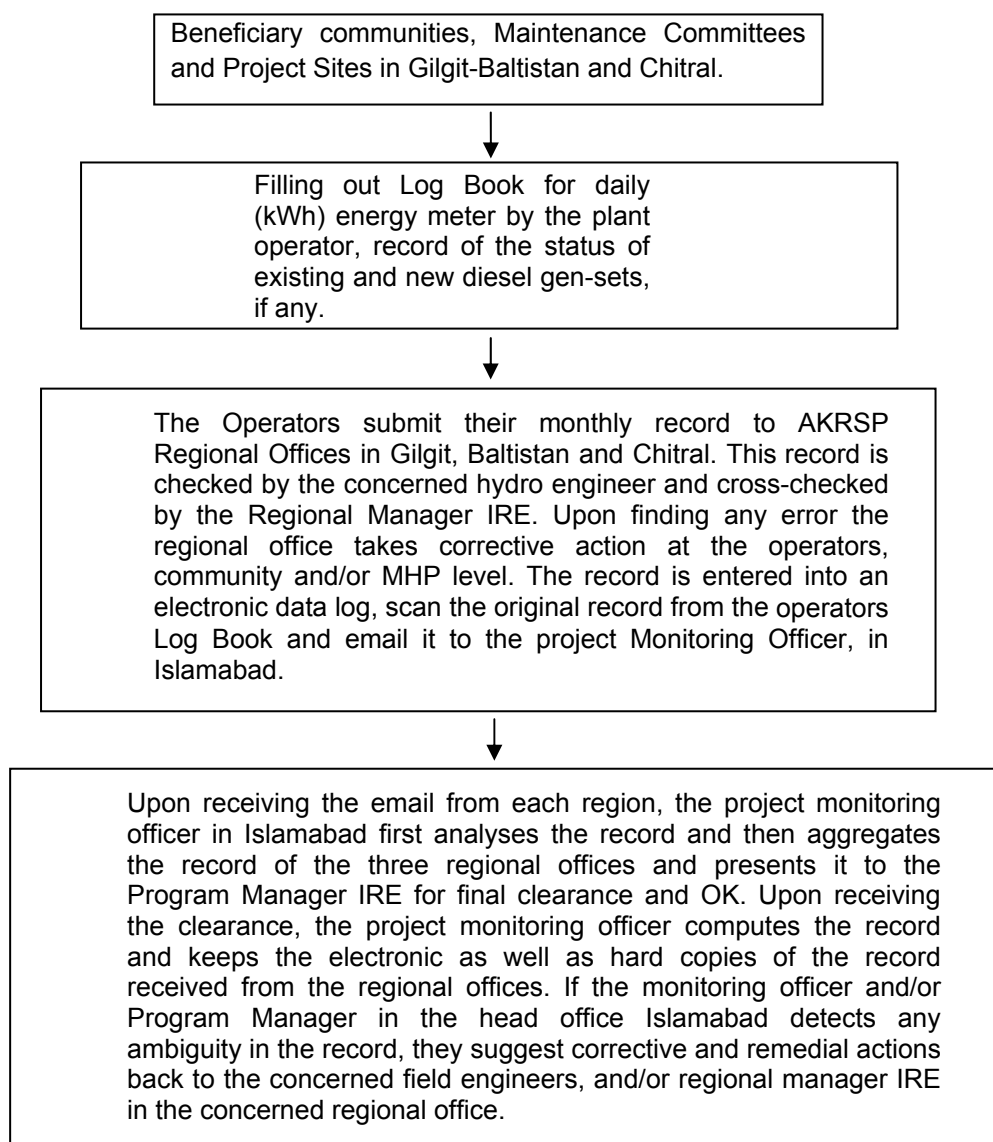 Beneficiary communities, Maintenance Committees
and Project Sites in Gilgit-Baltistan and Chitral.
Filling out Log Book for daily
(kWh) energy meter by the plant
operator, record of the status of
existing and new diesel gen-sets,
if any.
The Operators submit their monthly record to AKRSP
Regional Offices in Gilgit, Baltistan and Chitral. This record is
checked by the concerned hydro engineer and cross-checked
by the Regional Manager IRE. Upon finding any error the
regional office takes corrective action at the operators,
community and/or MHP level. The record is entered into an
electronic data log, scan the original record from the operators
Log Book and email it to the project Monitoring Officer, in
Islamabad.
Upon receiving the email from each region, the project monitoring
officer in Islamabad first analyses the record and then aggregates
the record of the three regional offices and presents it to the
Program Manager IRE for final clearance and OK. Upon receiving
the clearance, the project monitoring officer computes the record
and keeps the electronic as well as hard copies of the record
received from the regional offices. If the monitoring officer and/or
Program Manager in the head office Islamabad detects any
ambiguity in the record, they suggest corrective and remedial actions
back to the concerned field engineers, and/or regional manager IRE
in the concerned regional office.